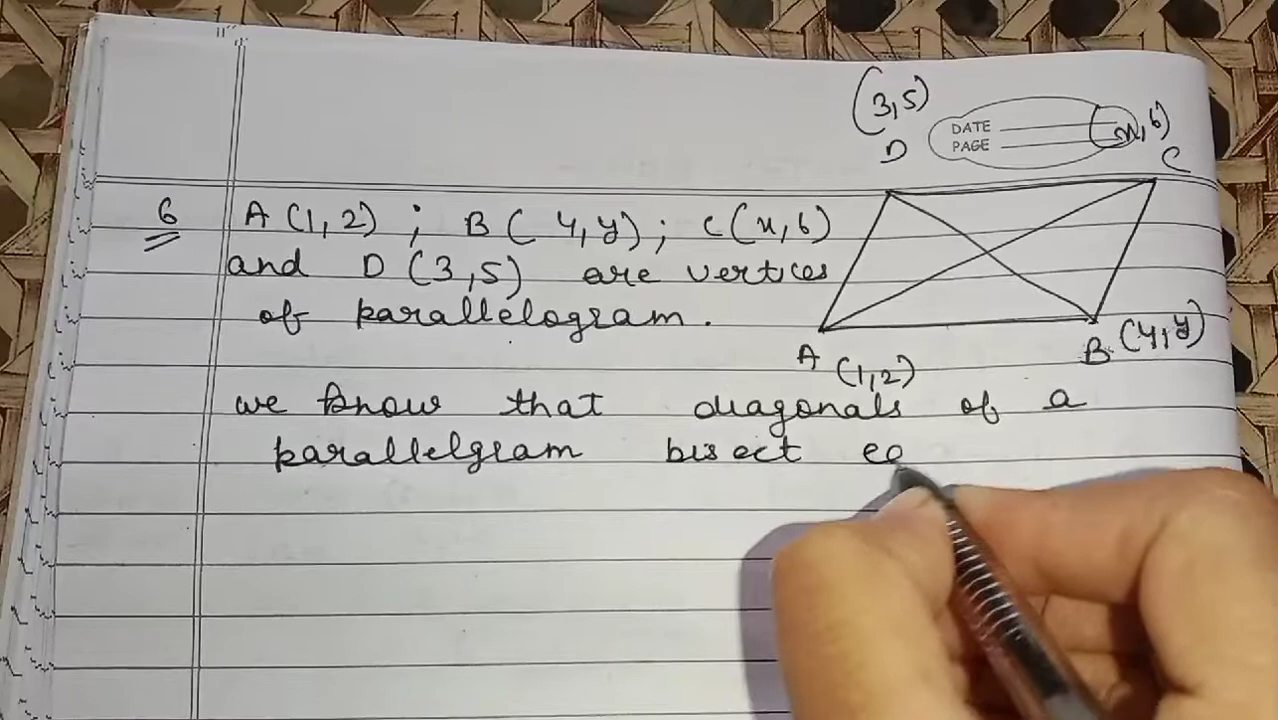 (3,5)
D
DATE
PAGE
(x,6)
C
6 A (1,2) ; B ( 4,y) ; C(x,6)
and D (3,5) are vertices
of parallelogram.
A (1,2)
B (4,y)
we know that diagonals of a
parallelgram bisect ea